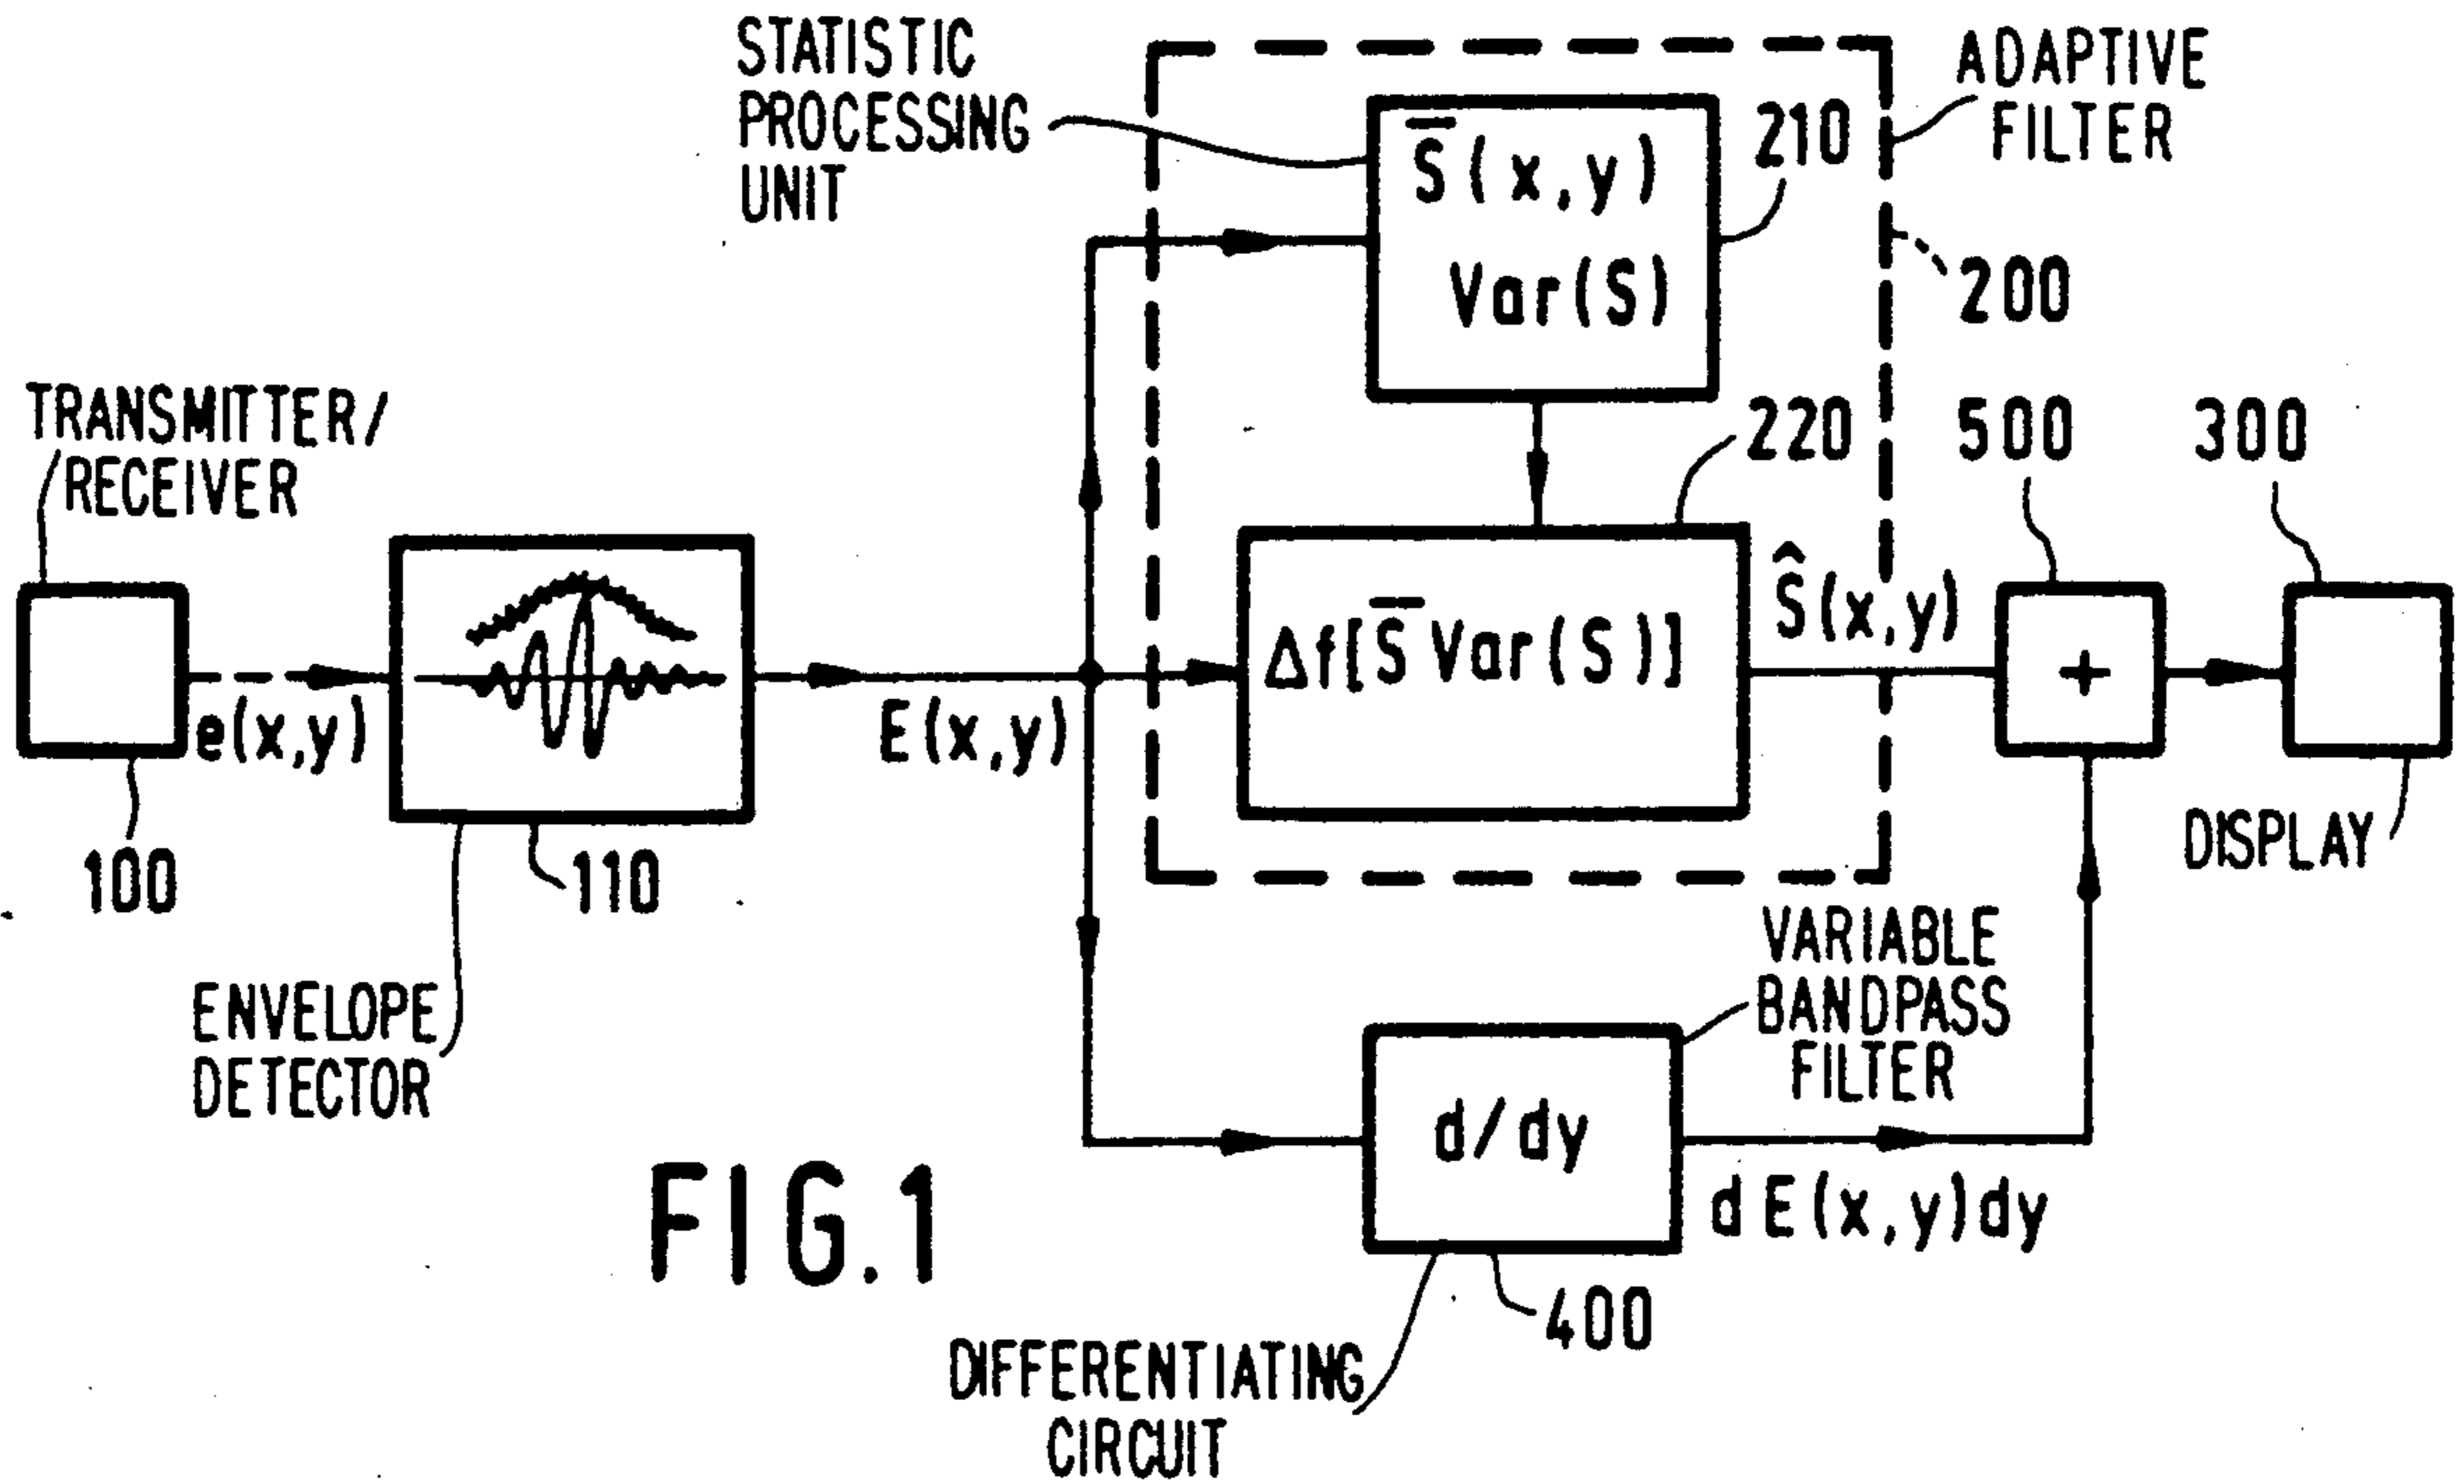 STATISTIC
PROCESSING
UNIT
ADAPTIVE
FILTER
S̅(x,y)
Var(S)
210
200
TRANSMITTER/
RECEIVER
220
500
300
e(x,y)
E(x,y)
Δf[S̅ Var(S)]
Ŝ(x,y)
+
100
110
DISPLAY
ENVELOPE
DETECTOR
VARIABLE
BANDPASS
FILTER
d/dy
dE(x,y)dy
FIG.1
400
DIFFERENTIATING
CIRCUIT